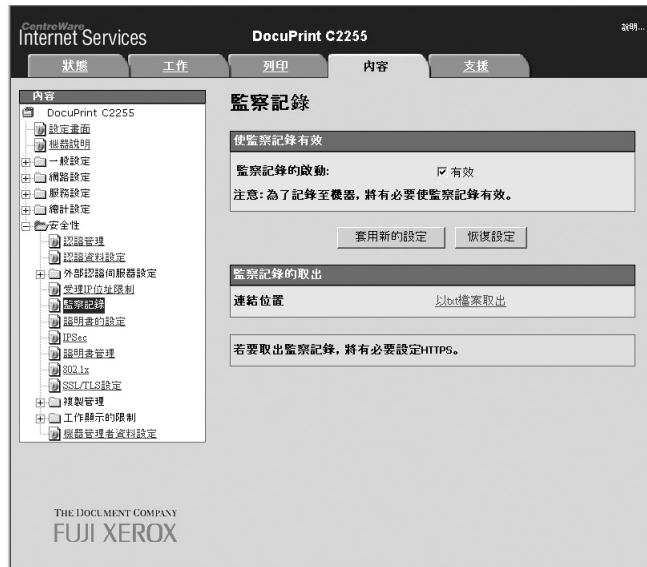 CentreWare
Internet Services
DocuPrint C2255
說明...
狀態
工作
列印
內容
支援
內容
DocuPrint C2255
設定畫面
機器說明
一般設定
網路設定
服務設定
總計設定
安全性
認證管理
認證資料設定
外部認證伺服器設定
受理IP位址限制
監察記錄
證明書的設定
IPSec
證明書管理
802.1x
SSL/TLS設定
複製管理
工作顯示的限制
機器管理者資料設定
監察記錄
使監察記錄有效
監察記錄的啟動:
有效
注意:為了記錄至機器,將有必要使監察記錄有效。
套用新的設定
恢復設定
監察記錄的取出
連結位置
以txt檔案取出
若要取出監察記錄,將有必要設定HTTPS。
THE DOCUMENT COMPANY
FUJI XEROX